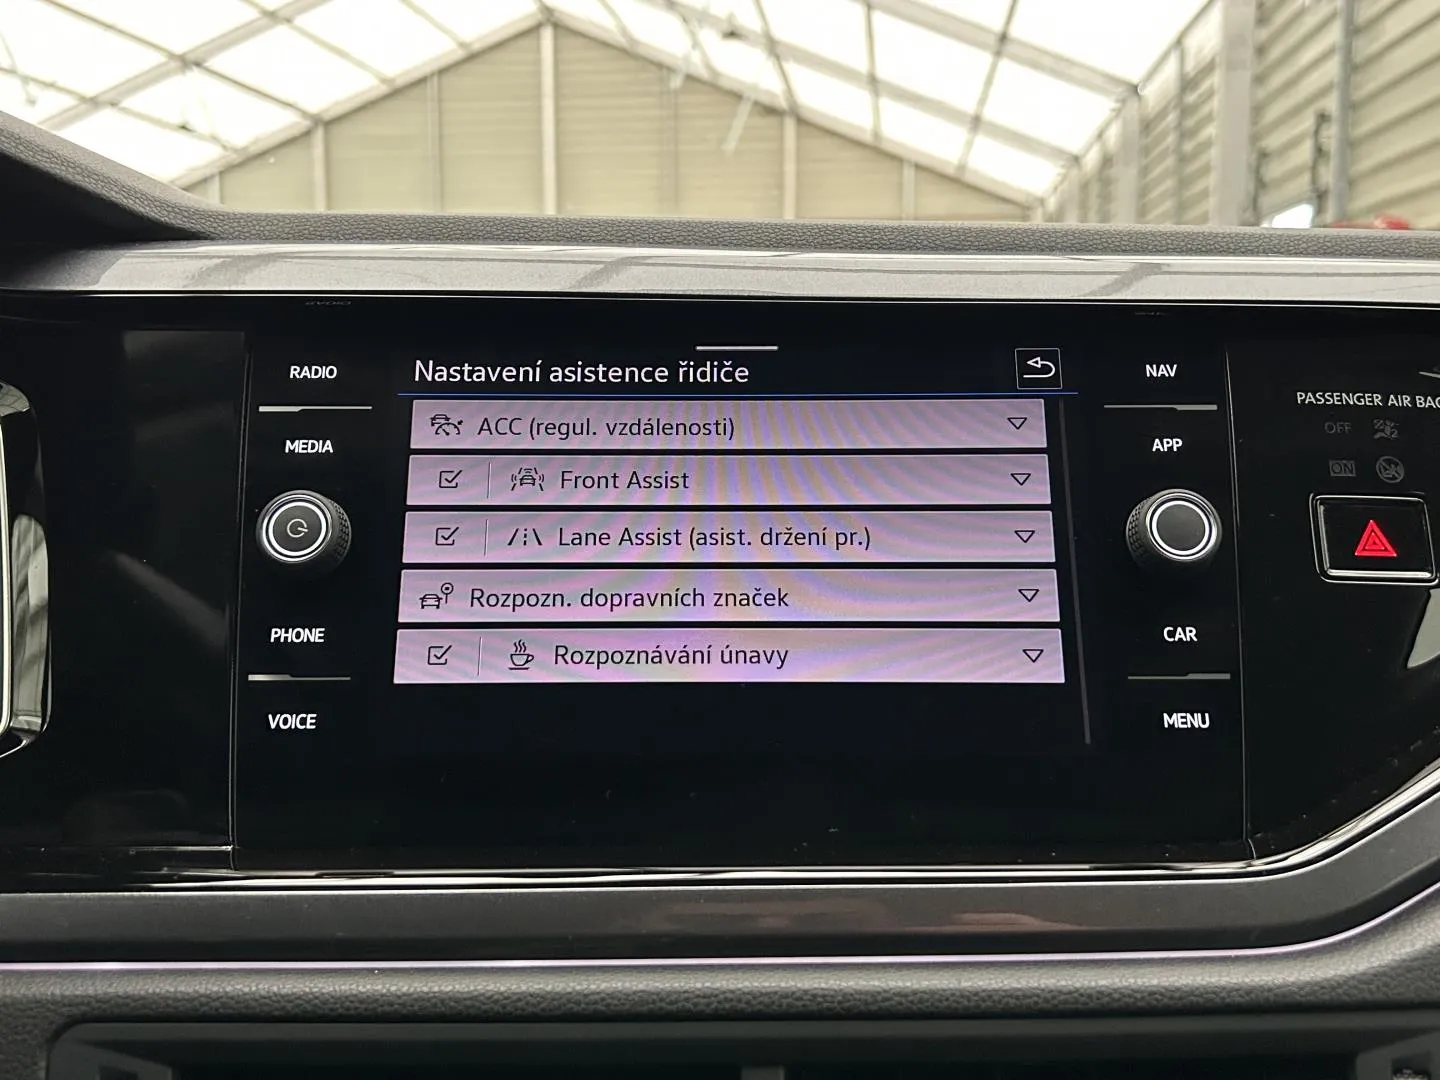 RADIO
MEDIA
PHONE
VOICE
Nastavení asistence řidiče
ACC (regul. vzdálenosti)
Front Assist
Lane Assist (asist. držení pr.)
Rozpozn. dopravních značek
Rozpoznávání únavy
NAV
APP
CAR
MENU
PASSENGER AIR BAG
OFF
ON